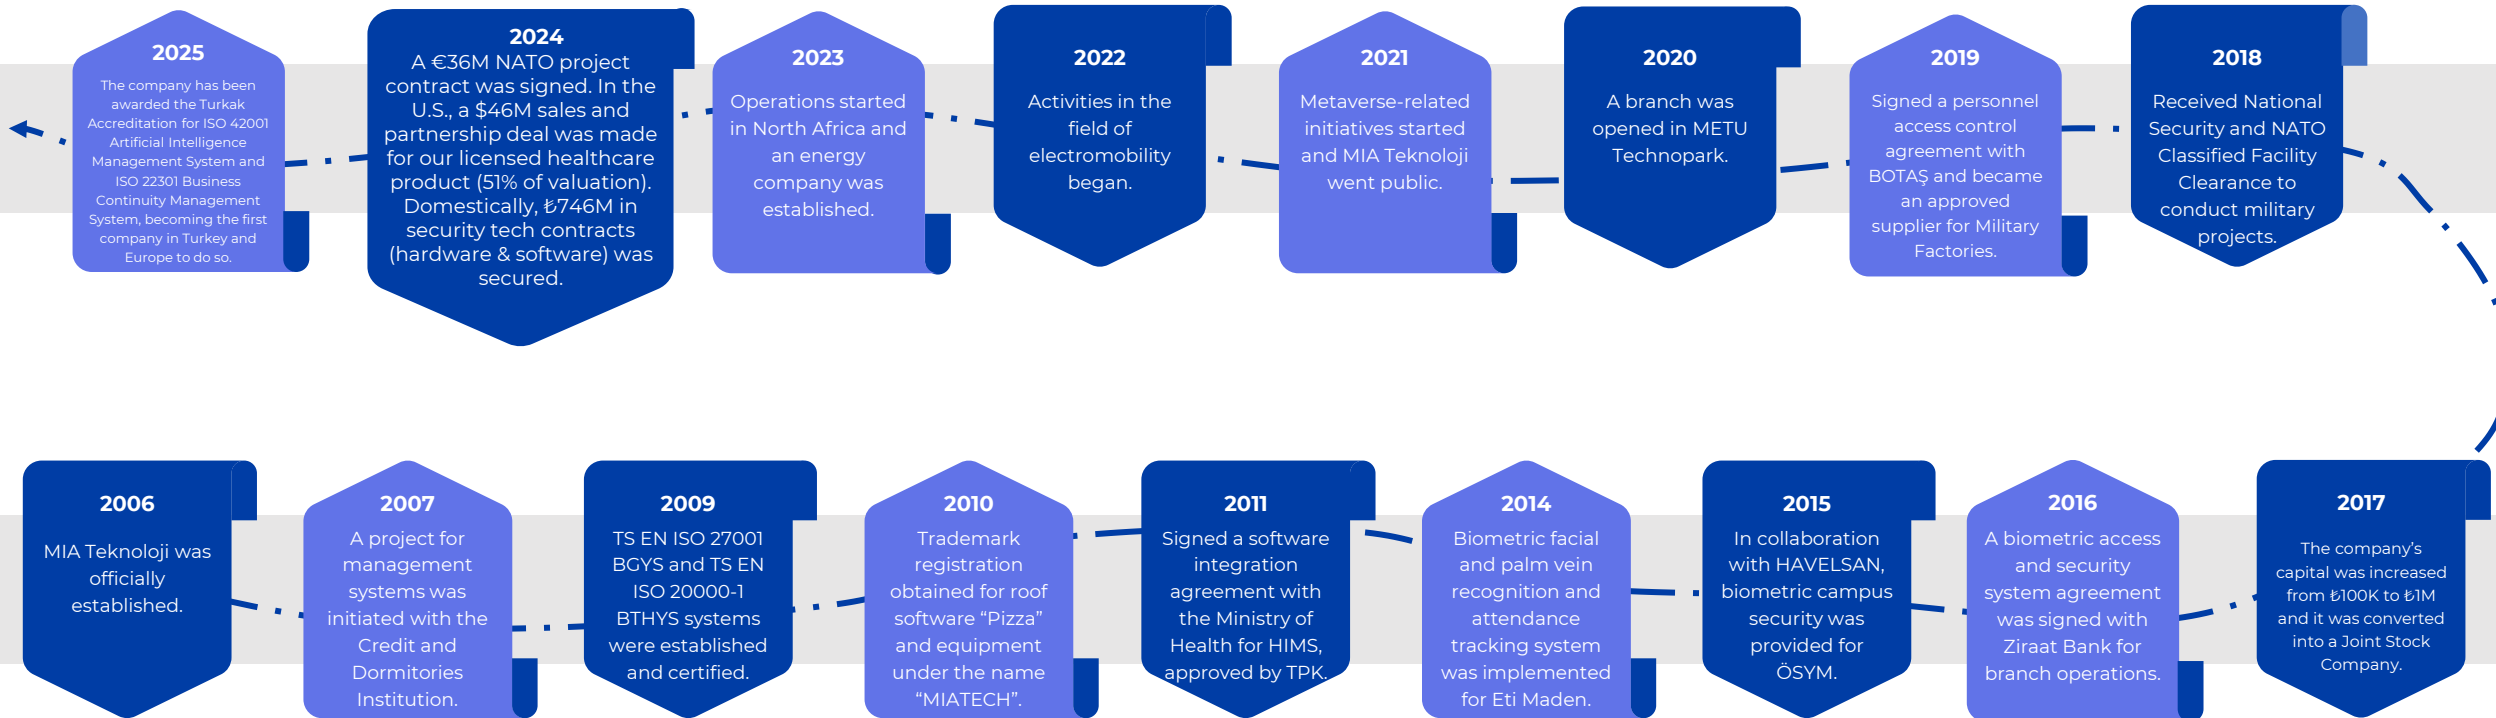 2025
The company has been
awarded the Turkak
Accreditation for ISO 42001
Artificial Intelligence
Management System and
ISO 22301 Business
Continuity Management
System, becoming the first
company in Turkey and
Europe to do so.
2024
A €36M NATO project
contract was signed. In the
U.S., a $46M sales and
partnership deal was made
for our licensed healthcare
product (51% of valuation).
Domestically, ₺746M in
security tech contracts
(hardware & software) was
secured.
2023
Operations started
in North Africa and
an energy
company was
established.
2022
Activities in the
field of
electromobility
began.
2021
Metaverse-related
initiatives started
and MIA Teknoloji
went public.
2020
A branch was
opened in METU
Technopark.
2019
Signed a personnel
access control
agreement with
BOTAŞ and became
an approved
supplier for Military
Factories.
2018
Received National
Security and NATO
Classified Facility
Clearance to
conduct military
projects.
2006
MIA Teknoloji was
officially
established.
2007
A project for
management
systems was
initiated with the
Credit and
Dormitories
Institution.
2009
TS EN ISO 27001
BGYS and TS EN
ISO 20000-1
BTHYS systems
were established
and certified.
2010
Trademark
registration
obtained for roof
software “Pizza”
and equipment
under the name
“MIATECH”.
2011
Signed a software
integration
agreement with
the Ministry of
Health for HIMS,
approved by TPK.
2014
Biometric facial
and palm vein
recognition and
attendance
tracking system
was implemented
for Eti Maden.
2015
In collaboration
with HAVELSAN,
biometric campus
security was
provided for
ÖSYM.
2016
A biometric access
and security
system agreement
was signed with
Ziraat Bank for
branch operations.
2017
The company’s
capital was increased
from ₺100K to ₺1M
and it was converted
into a Joint Stock
Company.